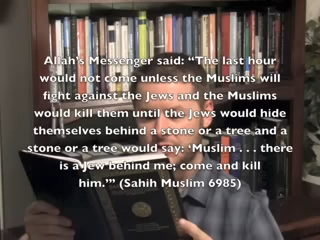 Allah's Messenger said: “The last hour
would not come unless the Muslims will
fight against the Jews and the Muslims
would kill them until the Jews would hide
themselves behind a stone or a tree and a
stone or a tree would say: ‘Muslim . . . there
is a Jew behind me; come and kill
him.’” (Sahih Muslim 6985)